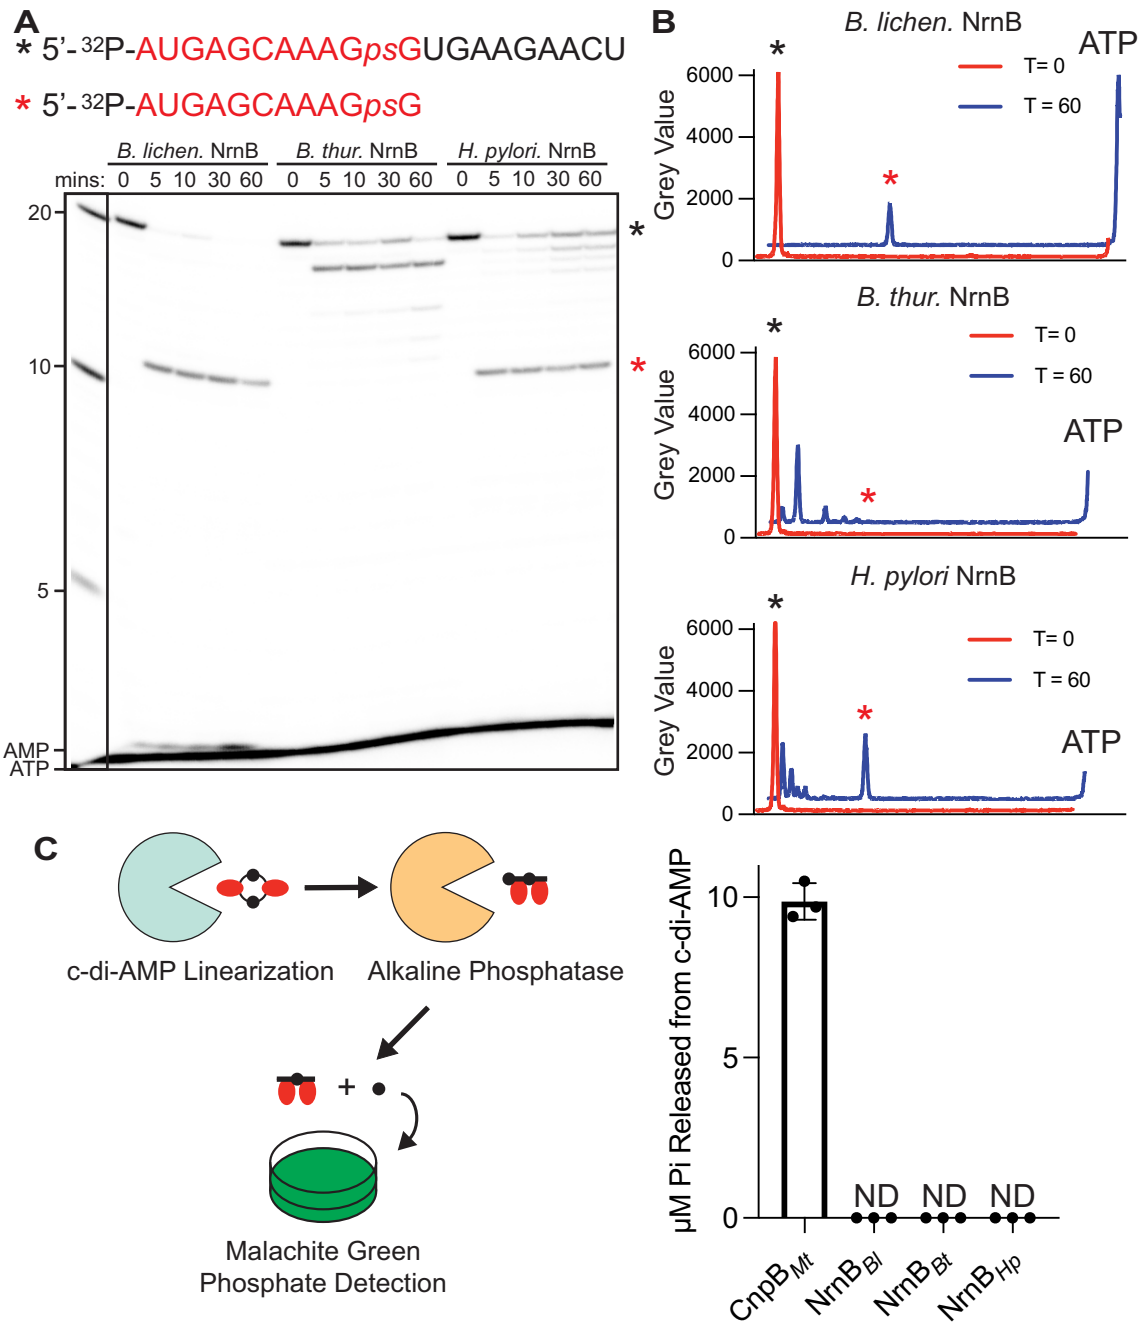 A
* 5'-³²P-AUGAGCAAAGpsGUGAAGAACU
* 5'-³²P-AUGAGCAAAGpsG
B. lichen. NrnB B. thur. NrnB H. pylori. NrnB
mins: 0 5 10 30 60 0 5 10 30 60 0 5 10 30 60
20
*
10
*
5
AMP
ATP
B
B. lichen. NrnB
*
ATP
T= 0
T = 60
*
Grey Value
6000
4000
2000
0
B. thur. NrnB
*
T= 0
T = 60
ATP
*
Grey Value
6000
4000
2000
0
H. pylori NrnB
*
T= 0
T = 60
*
ATP
Grey Value
6000
4000
2000
0
C
c-di-AMP Linearization
Alkaline Phosphatase
+
Malachite Green
Phosphate Detection
µM Pi Released from c-di-AMP
10
5
0
ND ND ND
CnpBMt
NrnBBl
NrnBBt
NrnBHp